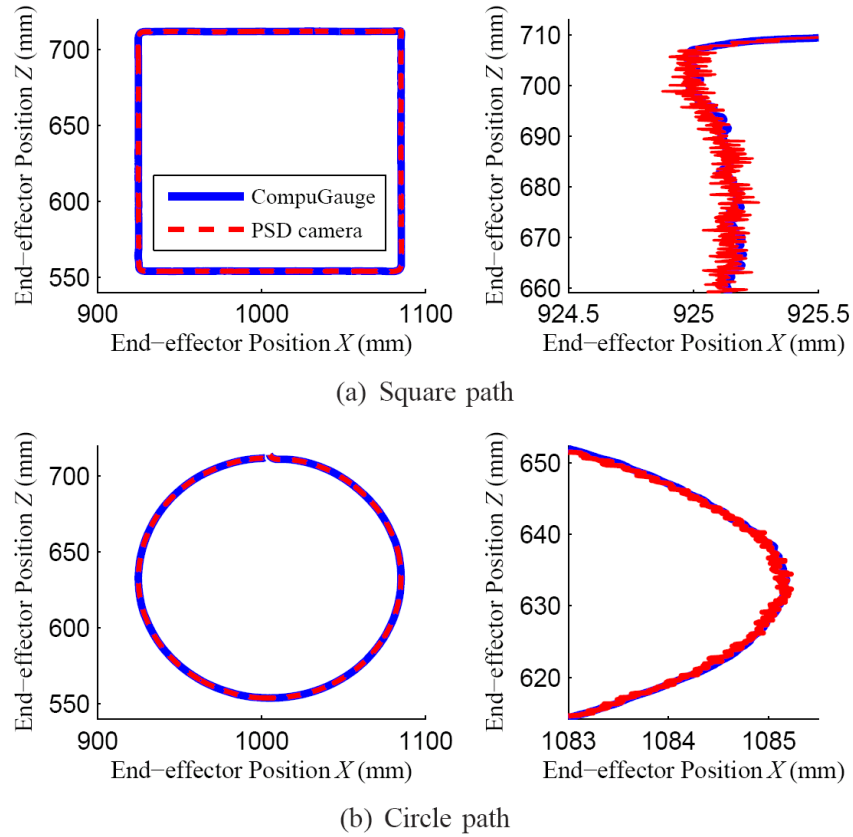 End−effector Position Z (mm)
700
650
600
550
900
1000
1100
CompuGauge
PSD camera
End−effector Position X (mm)
End−effector Position Z (mm)
710
700
690
680
670
660
924.5
925
925.5
End−effector Position X (mm)
(a) Square path
End−effector Position Z (mm)
700
650
600
550
900
1000
1100
End−effector Position X (mm)
End−effector Position Z (mm)
650
640
630
620
1083
1084
1085
End−effector Position X (mm)
(b) Circle path